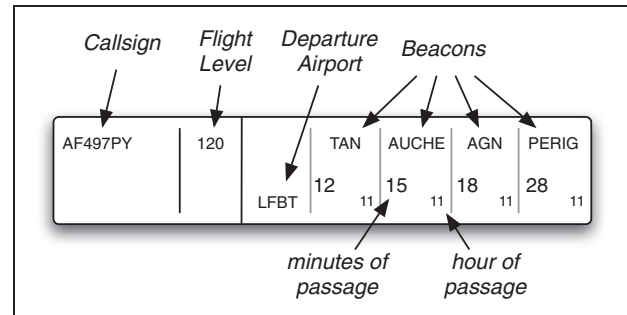 Callsign
Flight
Level
Departure
Airport
Beacons
AF497PY
120
LFBT
TAN
12
11
AUCHE
15
11
AGN
18
11
PERIG
28
11
minutes of
passage
hour of
passage